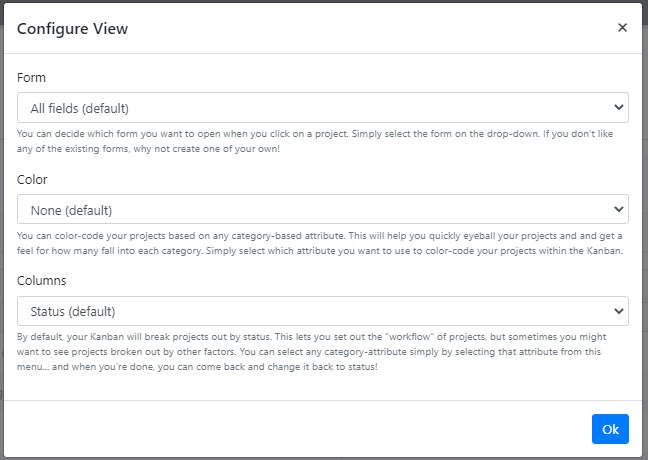 Configure View
×
Form
All fields (default)
You can decide which form you want to open when you click on a project. Simply select the form on the drop-down. If you don't like
any of the existing forms, why not create one of your own!
Color
None (default)
You can color-code your projects based on any category-based attribute. This will help you quickly eyeball your projects and and get a
feel for how many fall into each category. Simply select which attribute you want to use to color-code your projects within the Kanban.
Columns
Status (default)
By default, your Kanban will break projects out by status. This lets you set out the "workflow" of projects, but sometimes you might
want to see projects broken out by other factors. You can select any category-attribute simply by selecting that attribute from this
menu... and when you're done, you can come back and change it back to status!
Ok